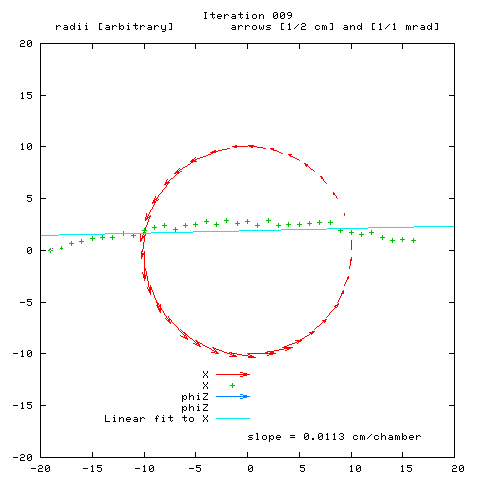 Iteration 009
radii [arbitrary] arrows [1/2 cm] and [1/1 mrad]
20
15
10
5
0
-5
-10
-15
-20
X
X
phiZ
phiZ
Linear fit to X
slope = 0.0113 cm/chamber
-20 -15 -10 -5 0 5 10 15 20